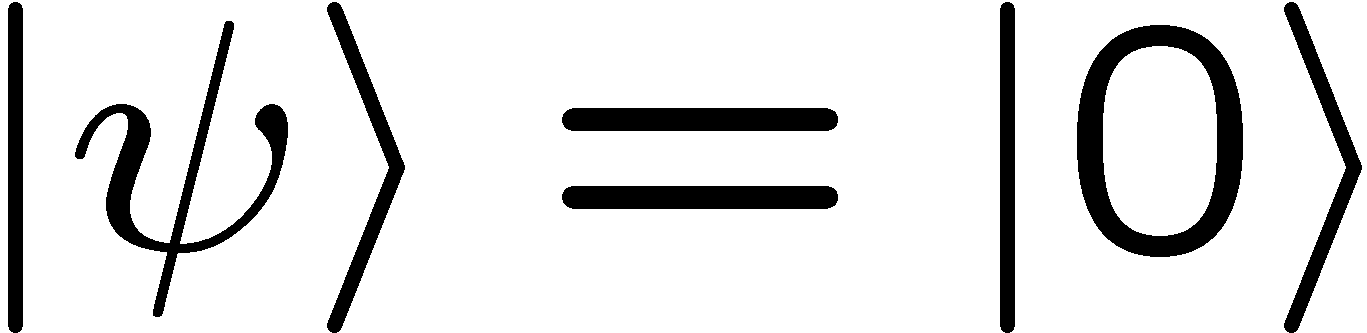 |ψ⟩ = |0⟩